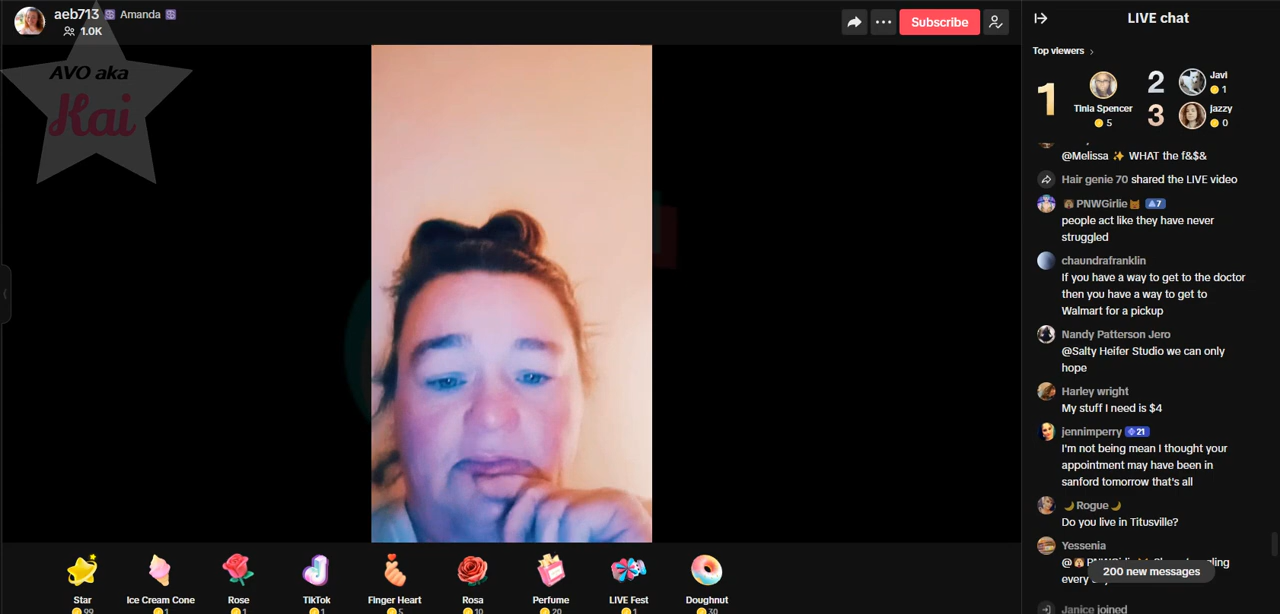 aeb713 Amanda
1.0K
AVO aka
Kai
Subscribe
LIVE chat
Top viewers
1
Tinla Spencer
5
2
Javi
1
3
jazzy
0
@Melissa ✨ WHAT the f&$&
Hair genie 70 shared the LIVE video
PNWGirlie 7
people act like they have never
struggled
chaundrafranklin
If you have a way to get to the doctor
then you have a way to get to
Walmart for a pickup
Nandy Patterson Jero
@Salty Heifer Studio we can only
hope
Harley wright
My stuff I need is $4
jennimperry 21
I'm not being mean I thought your
appointment may have been in
sanford tomorrow that's all
🌙Rogue🌙
Do you live in Titusville?
Yessenia
every
200 new messages
Janice joined
Star
99
Ice Cream Cone
1
Rose
1
TikTok
1
Finger Heart
5
Rosa
10
Perfume
20
LIVE Fest
1
Doughnut
30